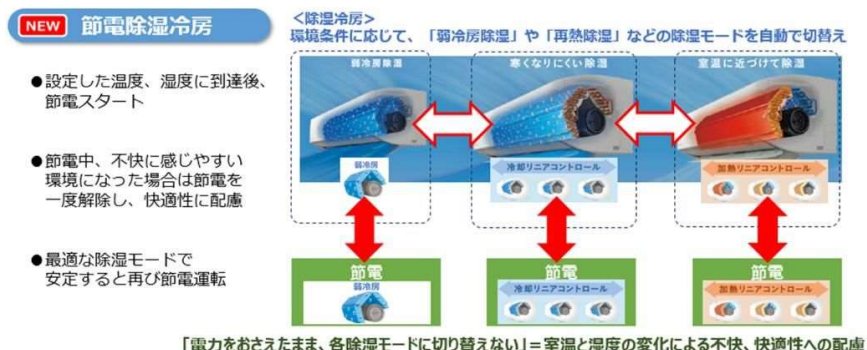 NEW 節電除湿冷房
●設定した温度、湿度に到達後、
節電スタート
●節電中、不快に感じやすい
環境になった場合は節電を
一度解除し、快適性に配慮
●最適な除湿モードで
安定すると再び節電運転
＜除湿冷房＞
環境条件に応じて、「弱冷房除湿」や「再熱除湿」などの除湿モードを自動で切替え
弱冷房除湿
寒くなりにくい除湿
室温に近づけて除湿
弱冷房
冷却リニアコントロール
加熱リニアコントロール
節電
弱冷房
節電
冷却リニアコントロール
節電
加熱リニアコントロール
「電力をおさえたまま、各除湿モードに切り替えない」＝室温と湿度の変化による不快、快適性への配慮